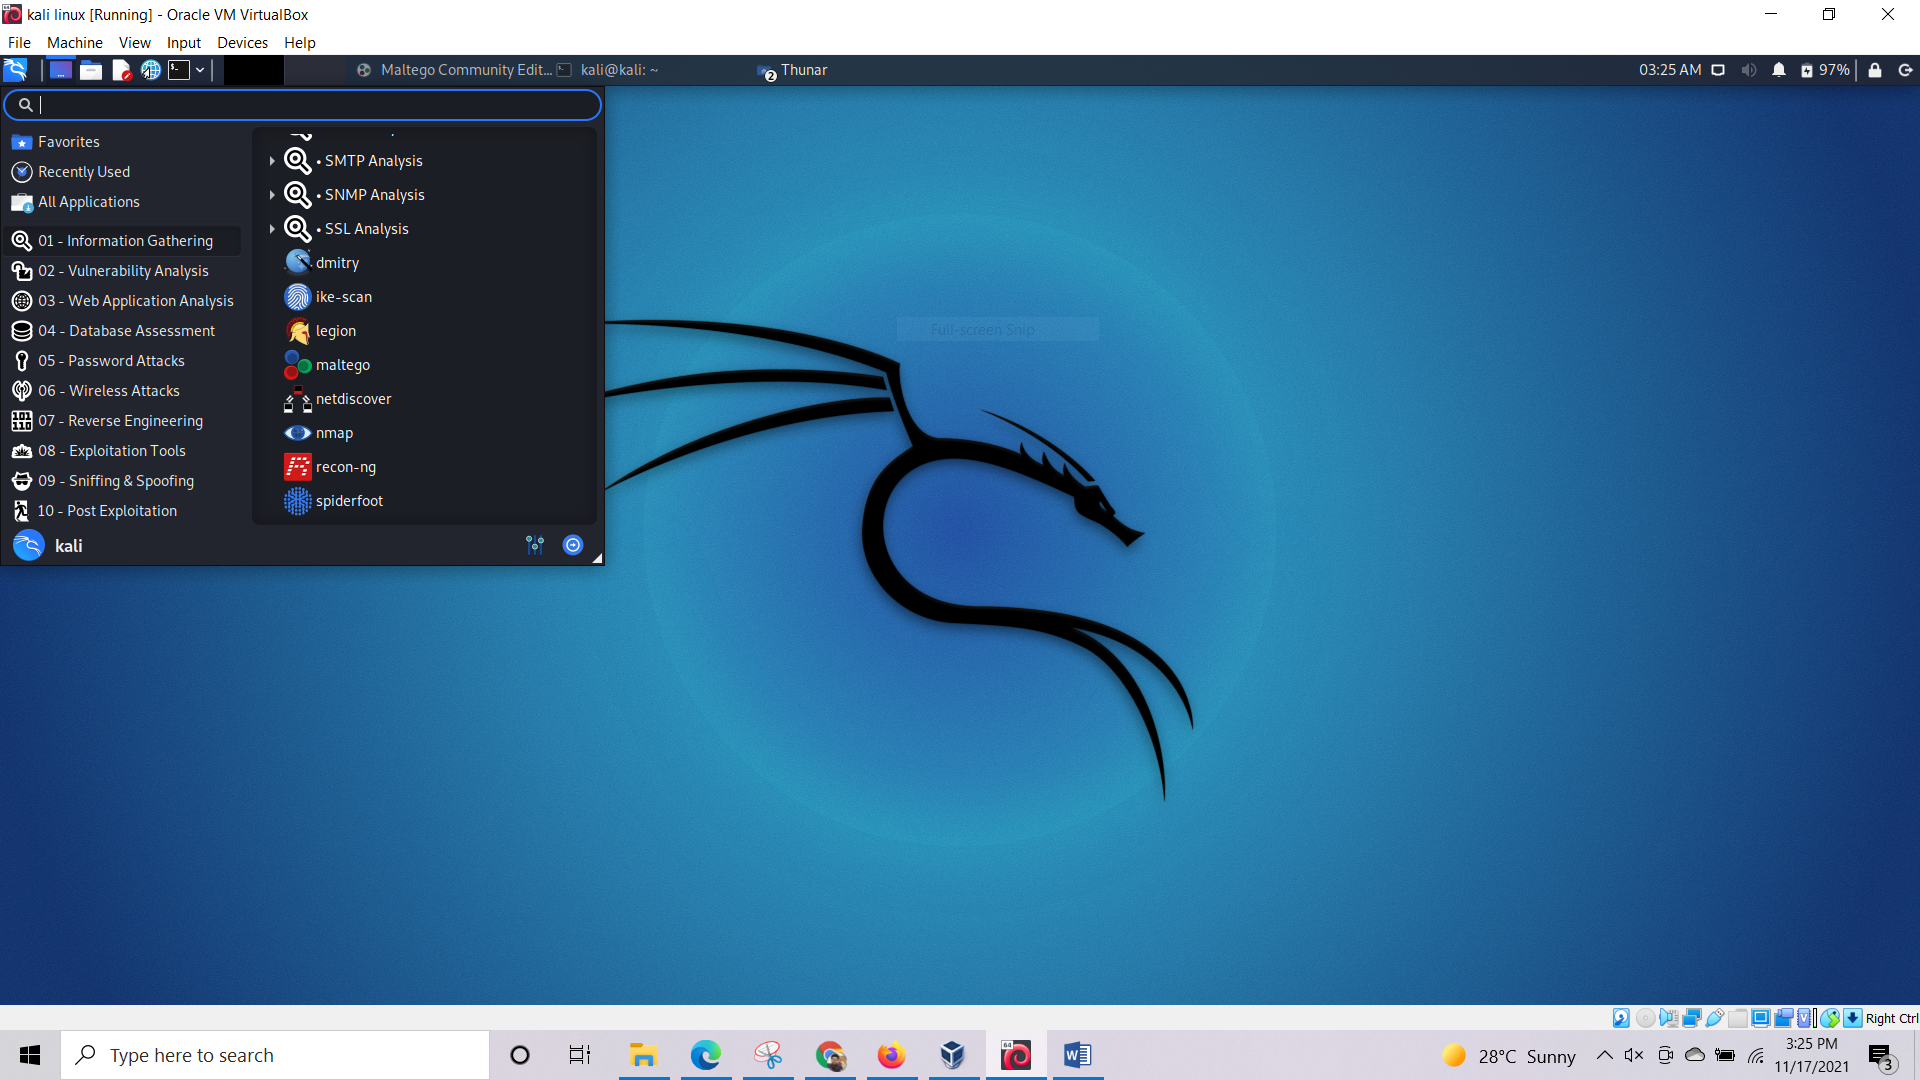 kali linux [Running] - Oracle VM VirtualBox
File Machine View Input Devices Help
Maltego Community Edit... kali@kali: ~ 2 Thunar 03:25 AM 97%
Favorites
Recently Used
All Applications
01 - Information Gathering
02 - Vulnerability Analysis
03 - Web Application Analysis
04 - Database Assessment
05 - Password Attacks
06 - Wireless Attacks
07 - Reverse Engineering
08 - Exploitation Tools
09 - Sniffing & Spoofing
10 - Post Exploitation
• SMTP Analysis
• SNMP Analysis
• SSL Analysis
dmitry
ike-scan
legion
maltego
netdiscover
nmap
recon-ng
spiderfoot
kali
Full-screen Snip
Right Ctrl
Type here to search
28°C Sunny
3:25 PM
11/17/2021
3